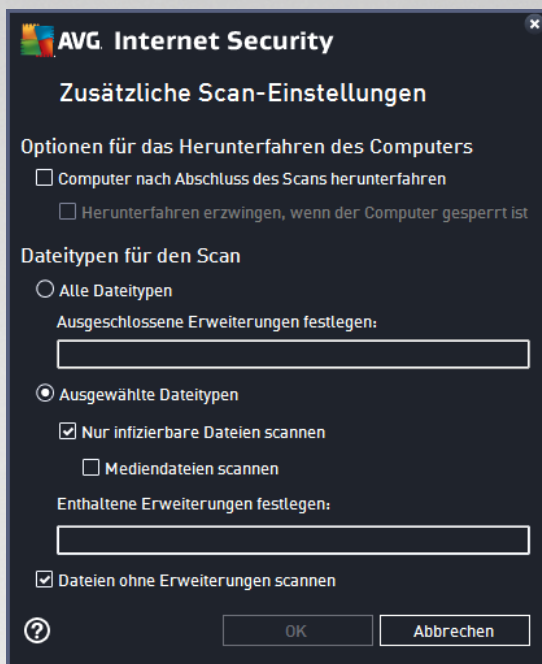 AVG. Internet Security
Zusätzliche Scan-Einstellungen
Optionen für das Herunterfahren des Computers
Computer nach Abschluss des Scans herunterfahren
Herunterfahren erzwingen, wenn der Computer gesperrt ist
Dateitypen für den Scan
Alle Dateitypen
Ausgeschlossene Erweiterungen festlegen:
Ausgewählte Dateitypen
Nur infizierbare Dateien scannen
Mediendateien scannen
Enthaltene Erweiterungen festlegen:
Dateien ohne Erweiterungen scannen
OK
Abbrechen